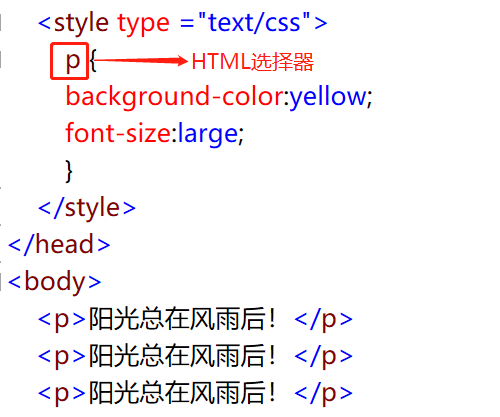 <style type ="text/css">
p{ HTML选择器
background-color:yellow;
font-size:large;
}
</style>
</head>
<body>
<p>阳光总在风雨后！</p>
<p>阳光总在风雨后！</p>
<p>阳光总在风雨后！</p>